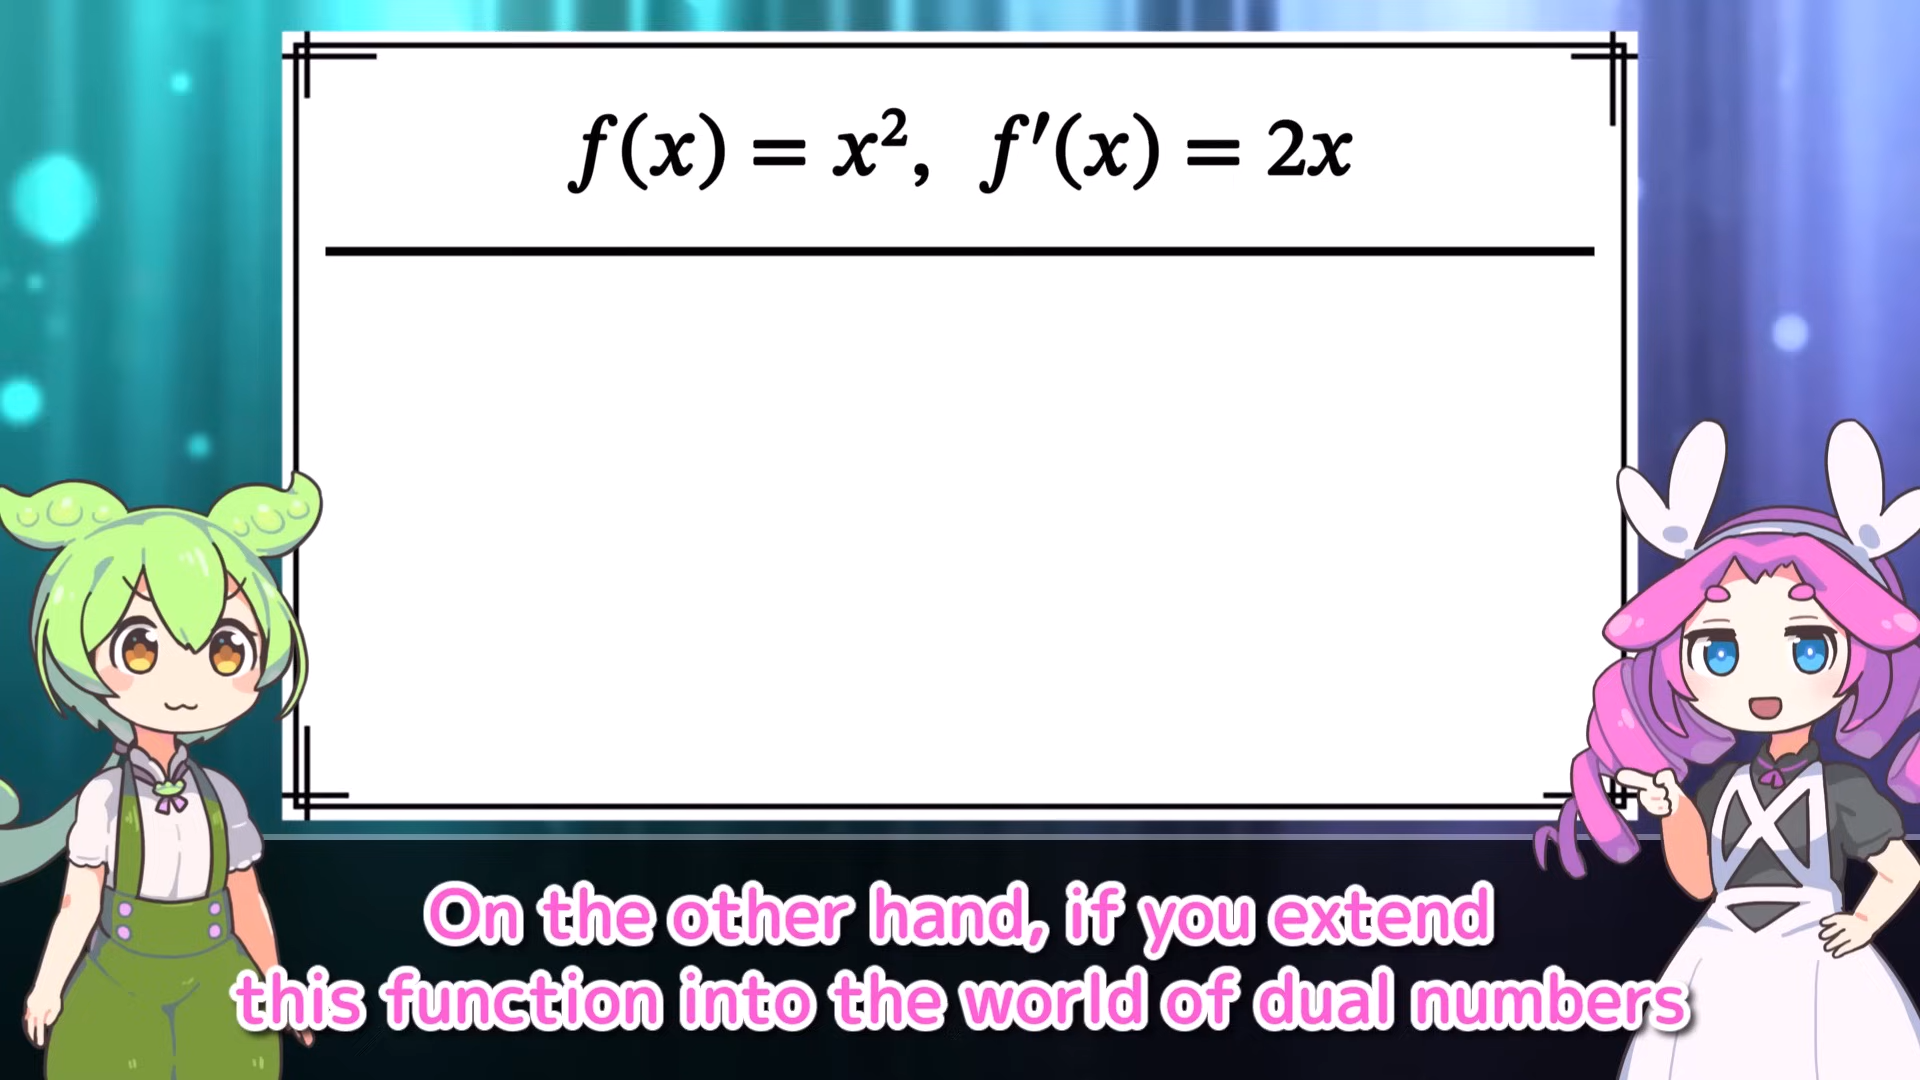 f(x) = x², f′(x) = 2x
On the other hand, if you extend
this function into the world of dual numbers